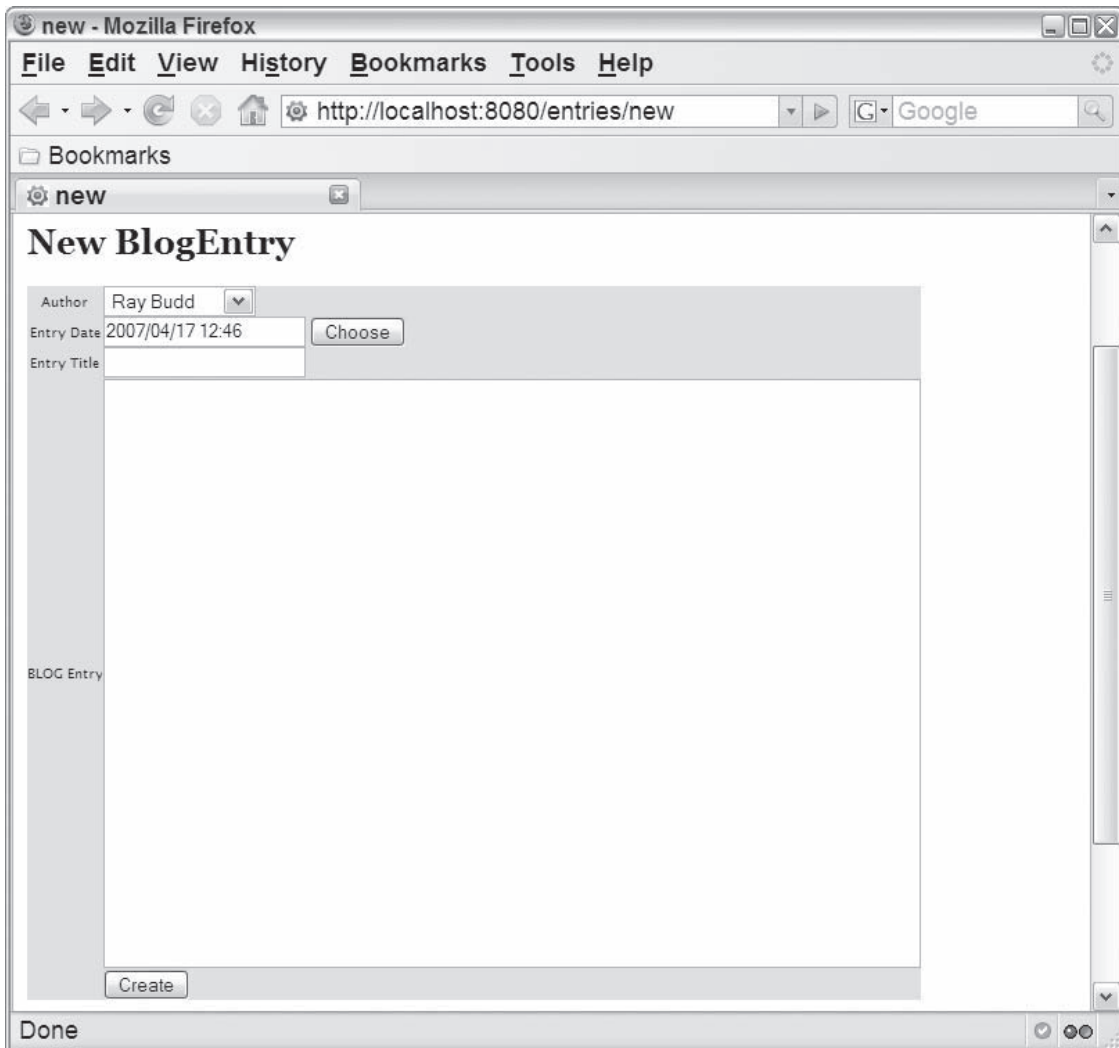 new - Mozilla Firefox
File Edit View History Bookmarks Tools Help
http://localhost:8080/entries/new G Google
Bookmarks
new
New BlogEntry
Author Ray Budd
Entry Date 2007/04/17 12:46 Choose
Entry Title
BLOG Entry
Create
Done